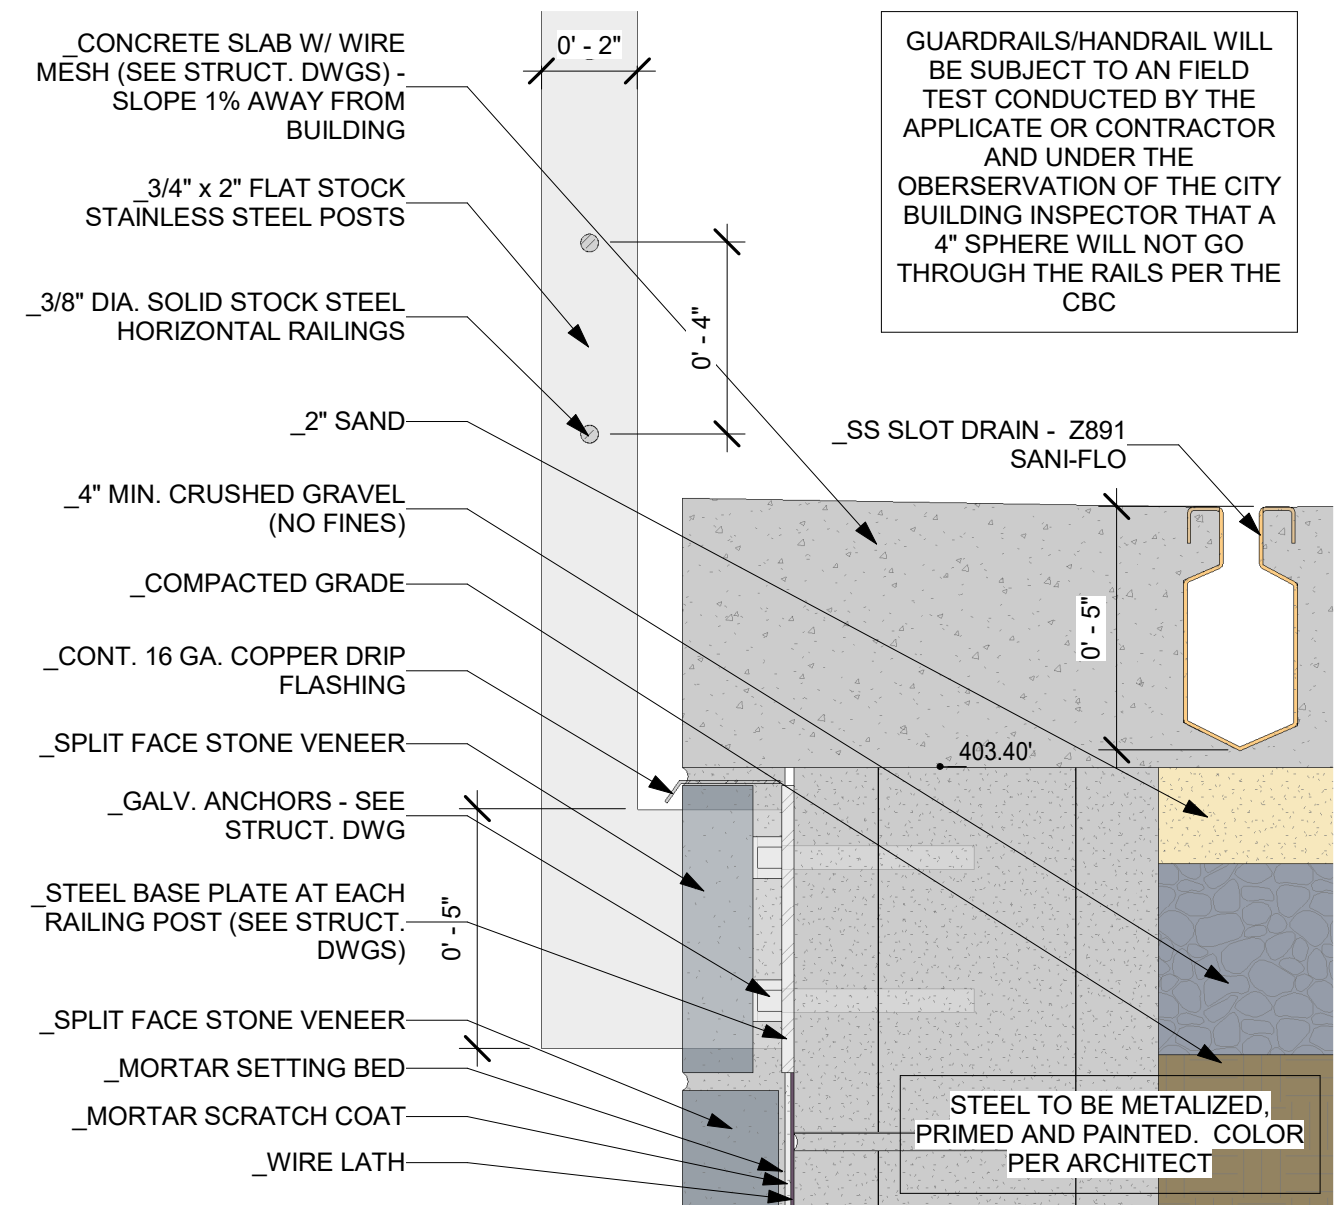 _CONCRETE SLAB W/ WIRE
MESH (SEE STRUCT. DWGS) -
SLOPE 1% AWAY FROM
BUILDING
_3/4" x 2" FLAT STOCK
STAINLESS STEEL POSTS
_3/8" DIA. SOLID STOCK STEEL
HORIZONTAL RAILINGS
_2" SAND
_4" MIN. CRUSHED GRAVEL
(NO FINES)
_COMPACTED GRADE
_CONT. 16 GA. COPPER DRIP
FLASHING
_SPLIT FACE STONE VENEER
_GALV. ANCHORS - SEE
STRUCT. DWG
_STEEL BASE PLATE AT EACH
RAILING POST (SEE STRUCT.
DWGS)
_SPLIT FACE STONE VENEER
_MORTAR SETTING BED
_MORTAR SCRATCH COAT
_WIRE LATH
0' - 2"
0' - 4"
0' - 5"
GUARDRAILS/HANDRAIL WILL
BE SUBJECT TO AN FIELD
TEST CONDUCTED BY THE
APPLICATE OR CONTRACTOR
AND UNDER THE
OBERSERVATION OF THE CITY
BUILDING INSPECTOR THAT A
4" SPHERE WILL NOT GO
THROUGH THE RAILS PER THE
CBC
_SS SLOT DRAIN - Z891
SANI-FLO
0' - 5"
403.40'
STEEL TO BE METALIZED,
PRIMED AND PAINTED. COLOR
PER ARCHITECT